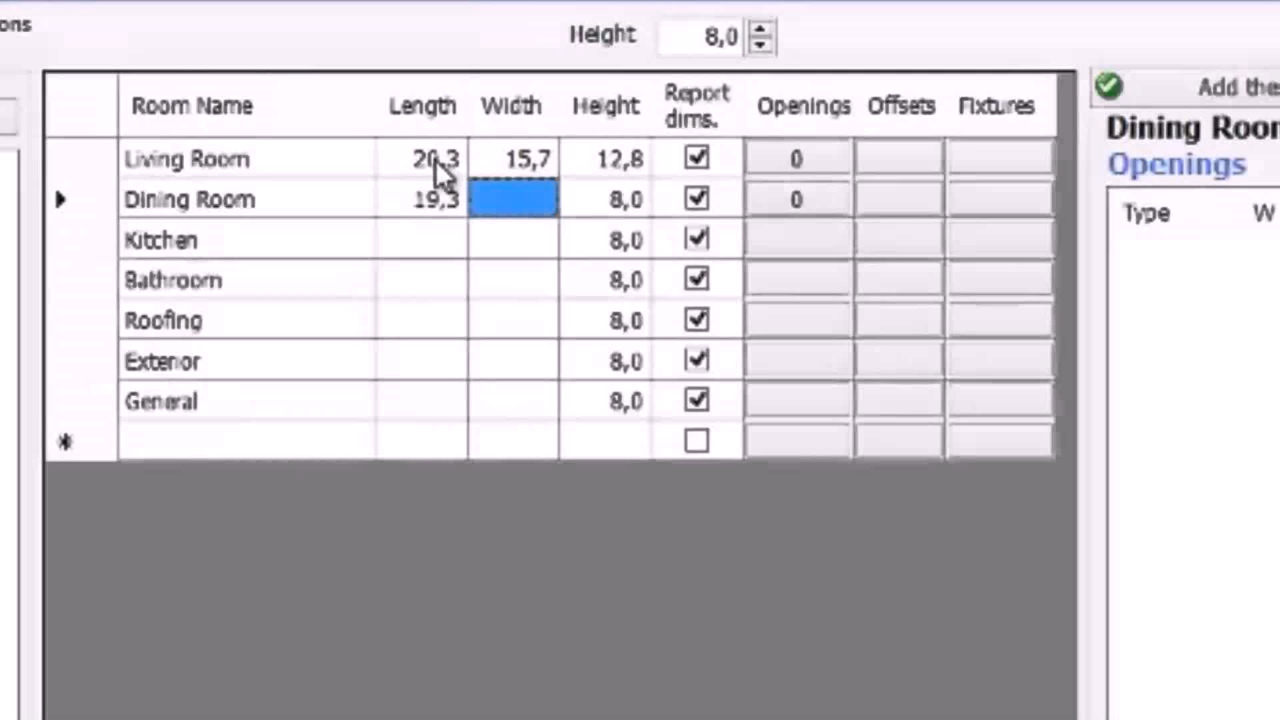 ons
Height 8,0
Room Name Length Width Height Report dims. Openings Offsets Fixtures
Living Room 20,3 15,7 12,8 0
Dining Room 19,3 8,0 0
Kitchen 8,0
Bathroom 8,0
Roofing 8,0
Exterior 8,0
General 8,0
Add the
Dining Roo
Openings
Type W